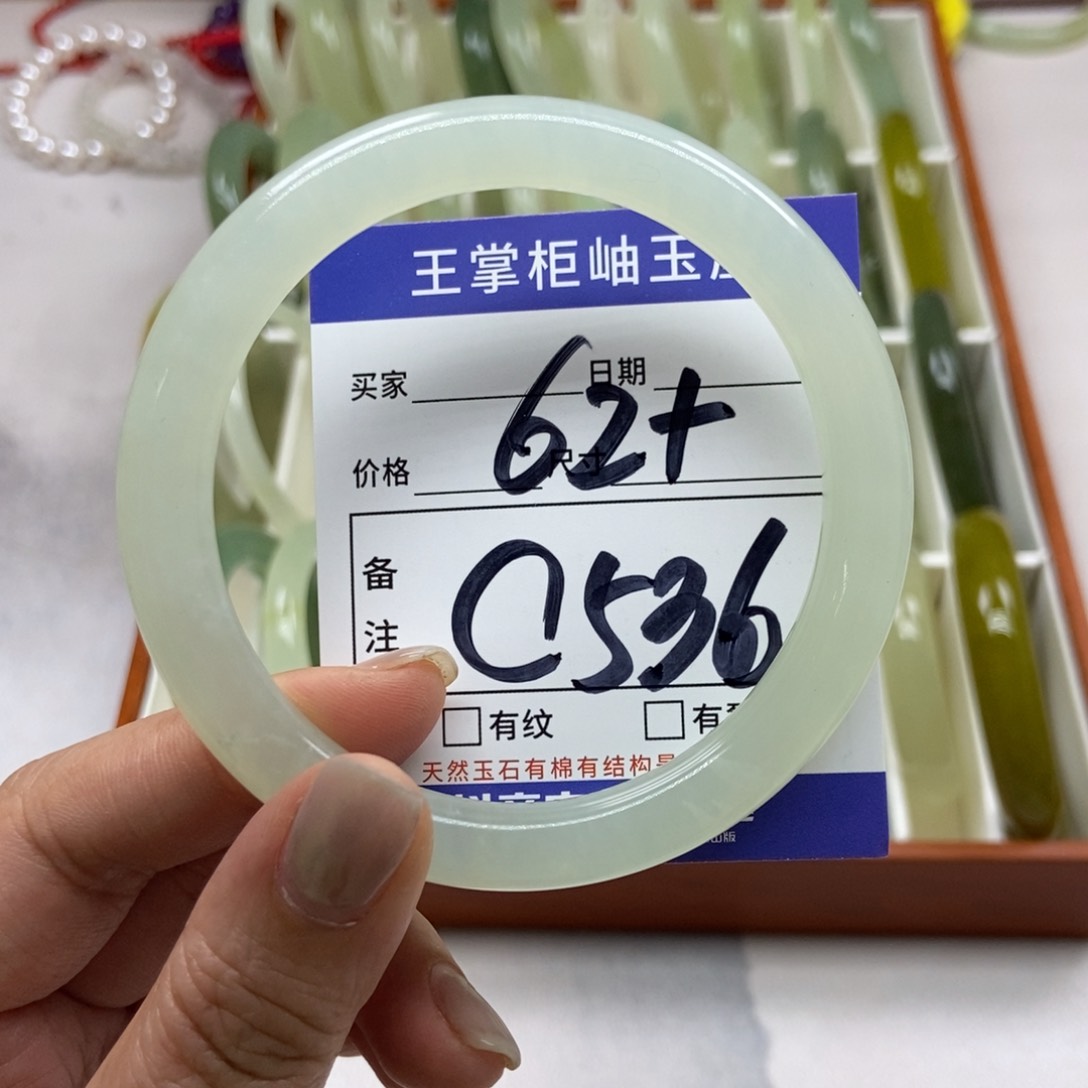 王掌柜岫玉
买家 日期
62+
价格 尺寸
备注
C536
有纹 有
天然玉石有棉有结构是